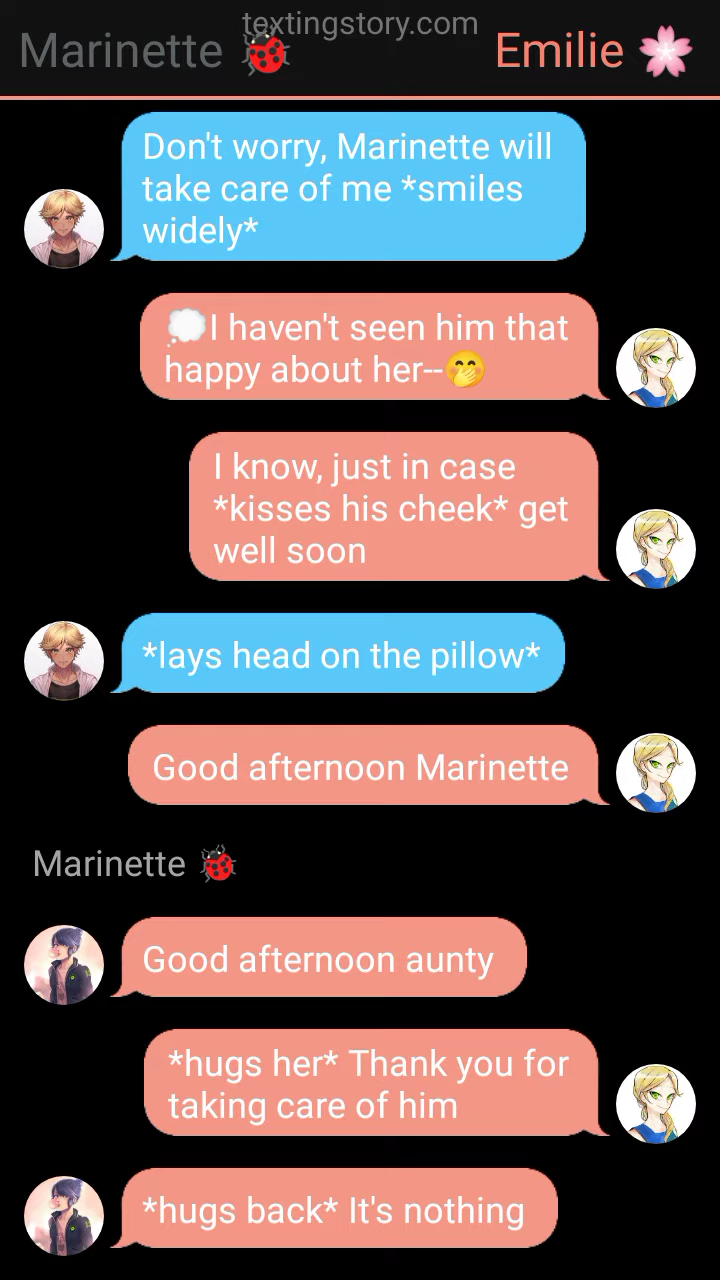 textingstory.com
Marinette 🐞 Emilie 🌸
Don't worry, Marinette will
take care of me *smiles
widely*
💭I haven't seen him that
happy about her--🤭
I know, just in case
*kisses his cheek* get
well soon
*lays head on the pillow*
Good afternoon Marinette
Marinette 🐞
Good afternoon aunty
*hugs her* Thank you for
taking care of him
*hugs back* It's nothing